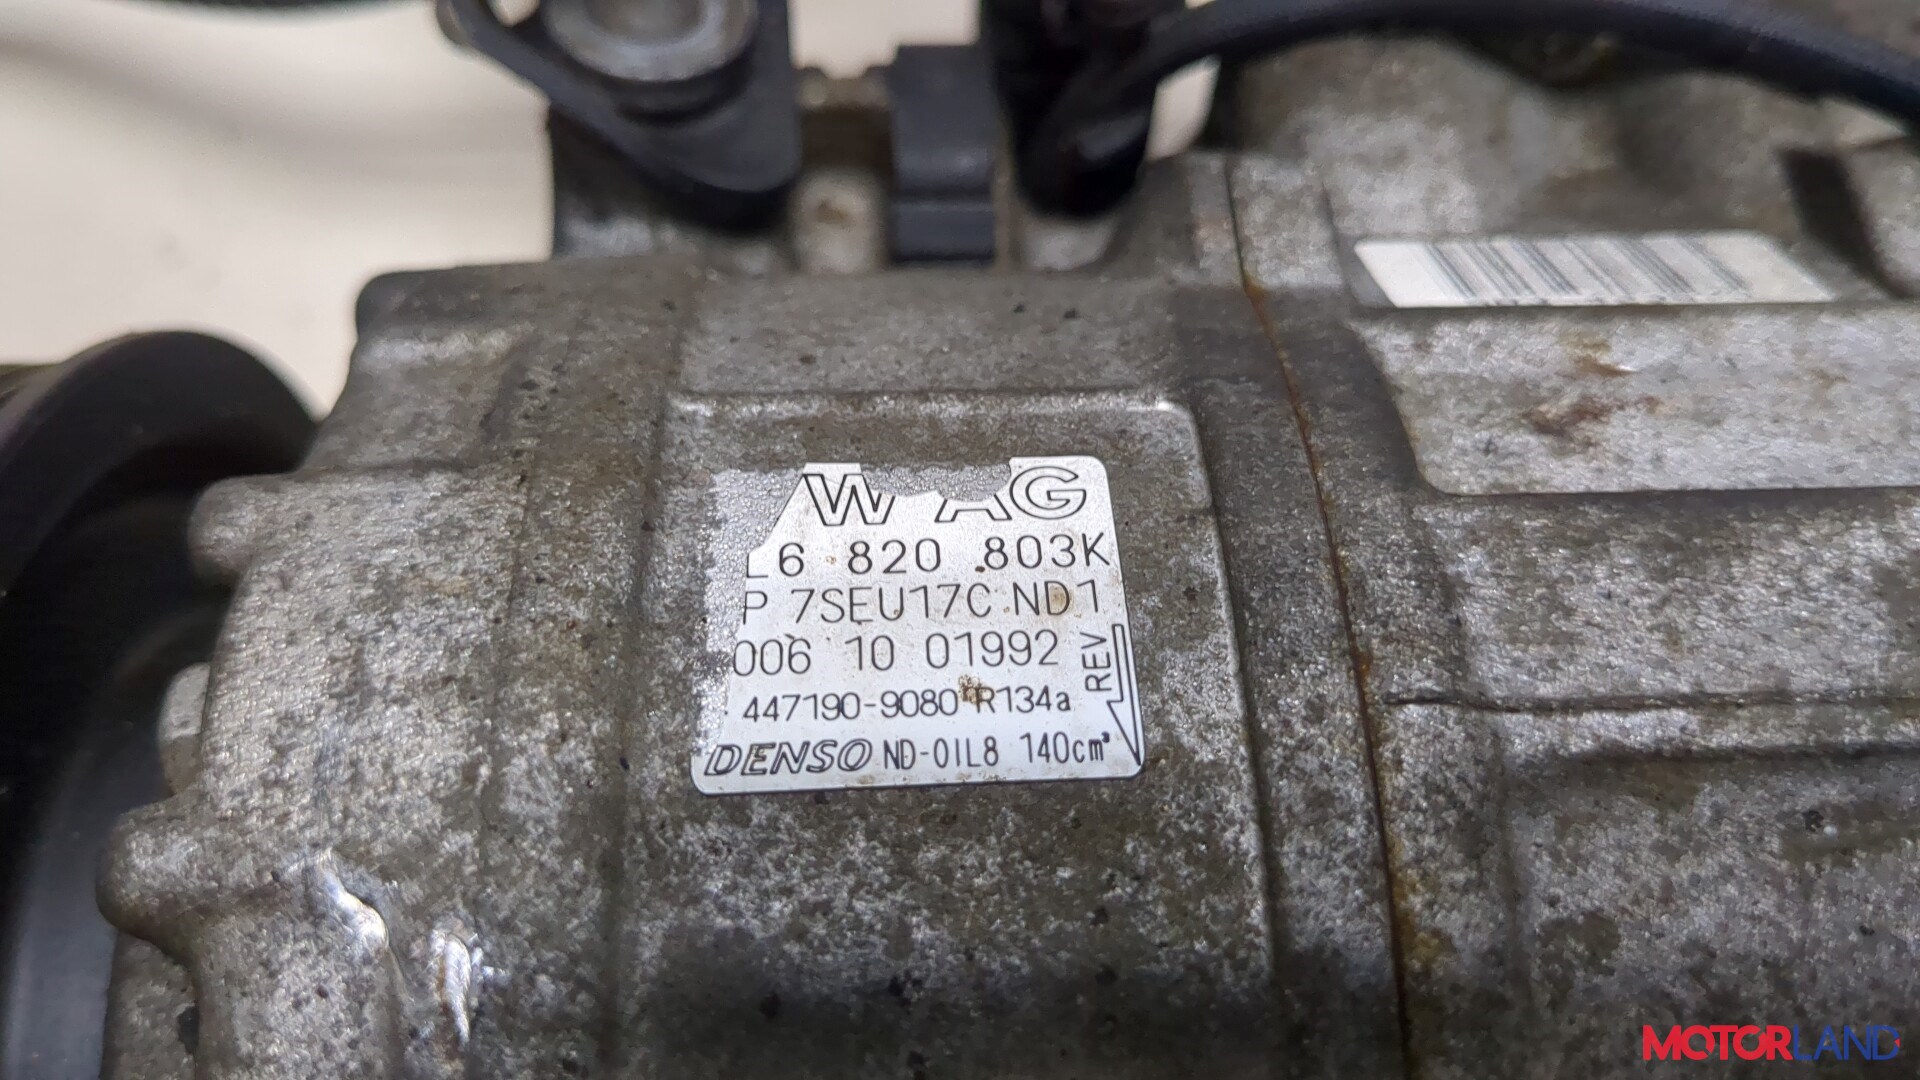 W AG
L6 820 803K
P 7SEU17C ND1
006 10 01992
447190-9080 R134a
REV
DENSO ND-OIL8 140cm³
MOTORLAND